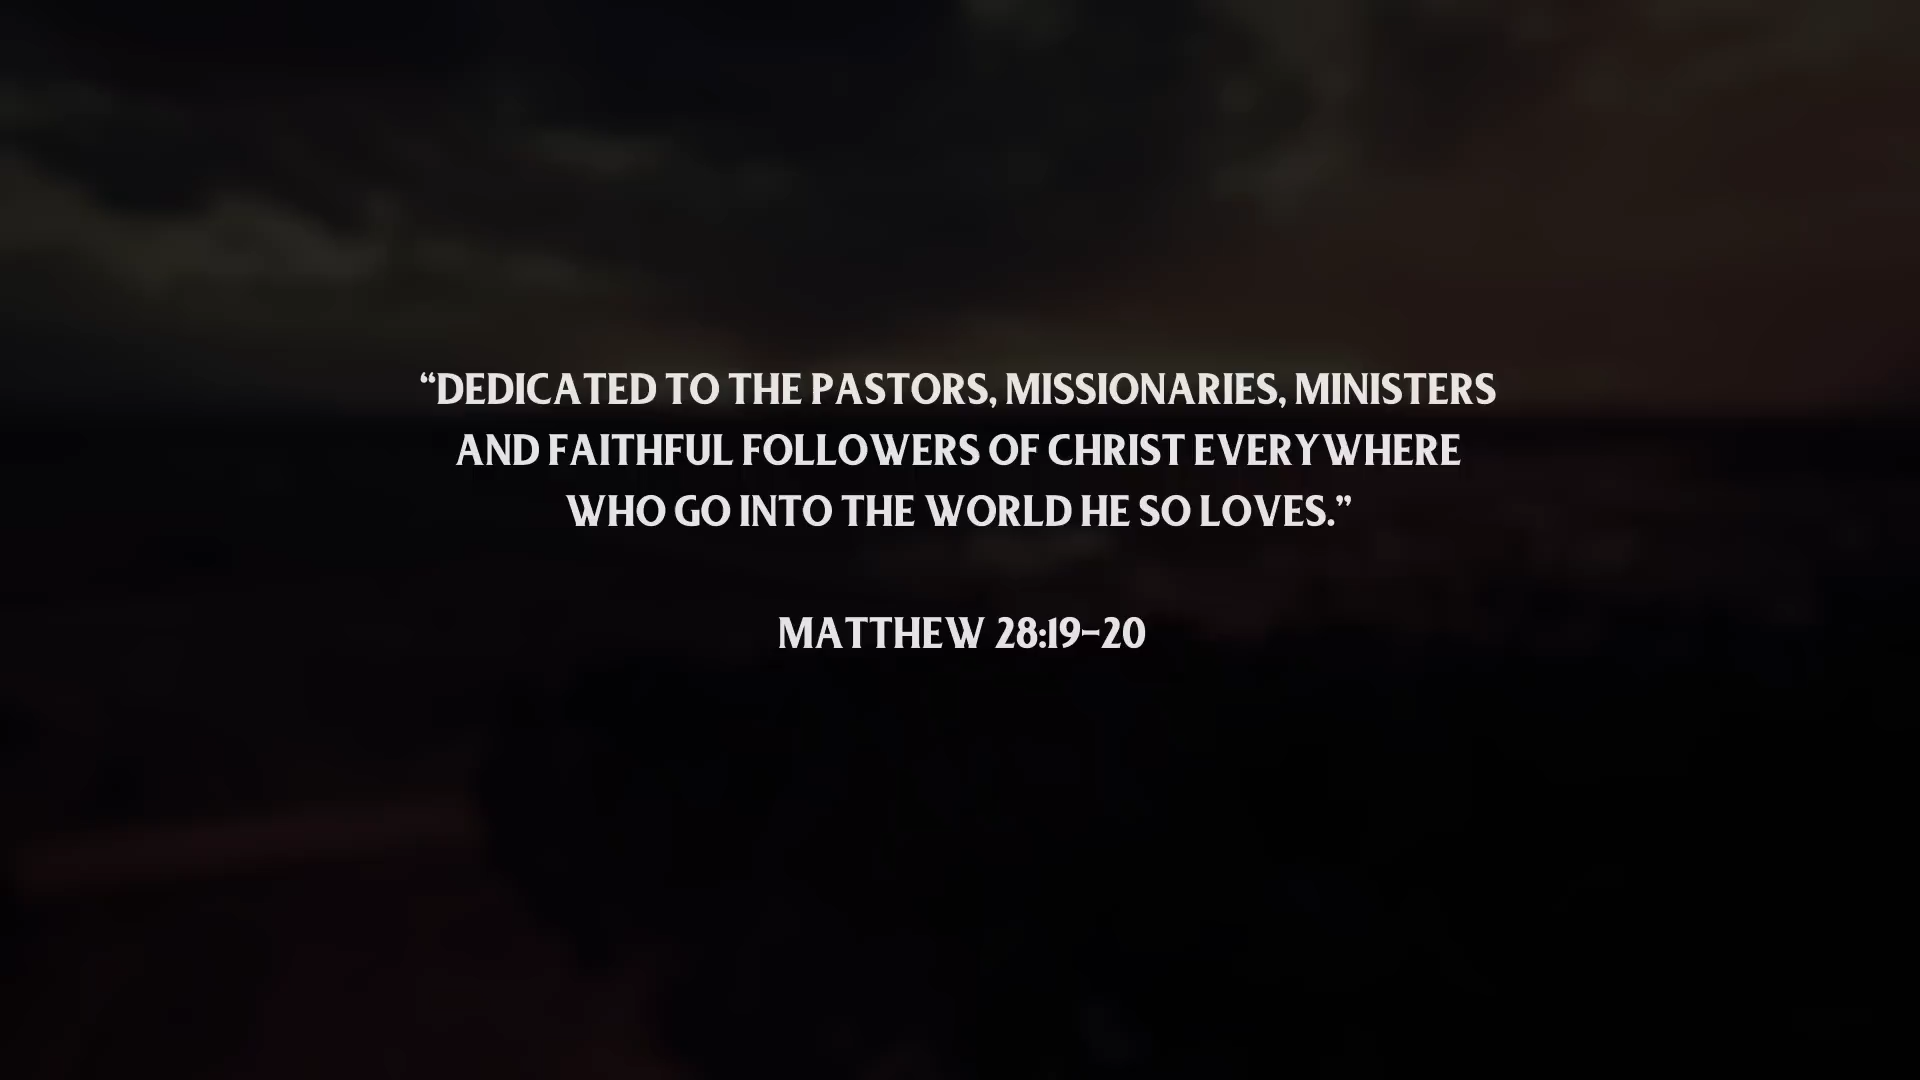 “DEDICATED TO THE PASTORS, MISSIONARIES, MINISTERS
AND FAITHFUL FOLLOWERS OF CHRIST EVERYWHERE
WHO GO INTO THE WORLD HE SO LOVES.”
MATTHEW 28:19-20